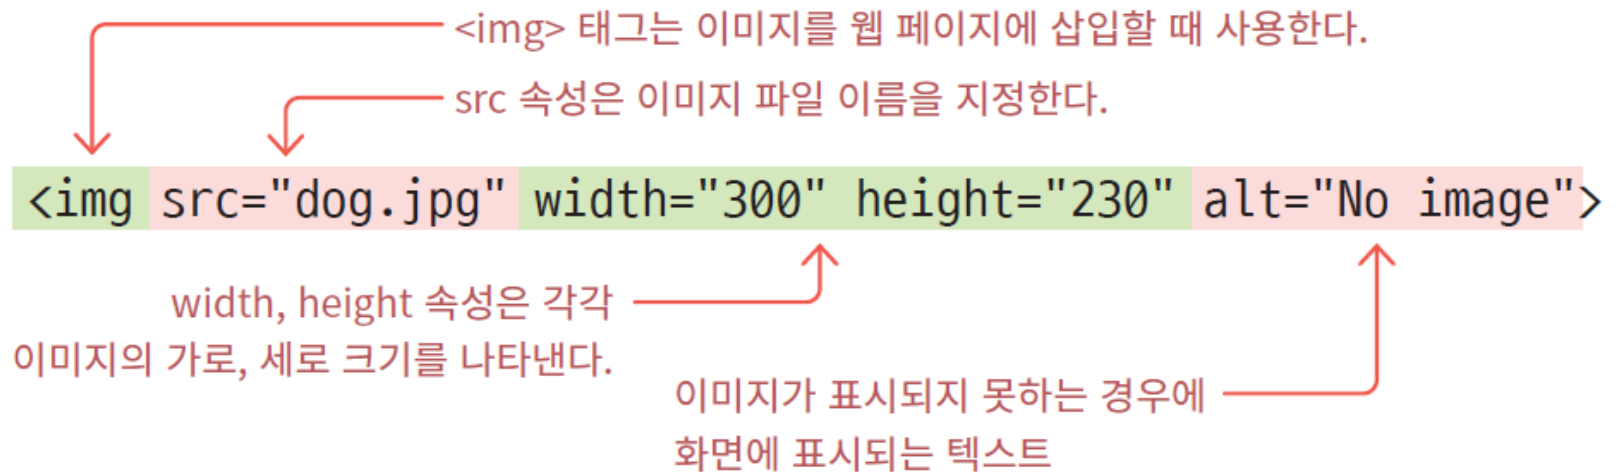 <img> 태그는 이미지를 웹 페이지에 삽입할 때 사용한다.
src 속성은 이미지 파일 이름을 지정한다.
<img src="dog.jpg" width="300" height="230" alt="No image">
width, height 속성은 각각
이미지의 가로, 세로 크기를 나타낸다.
이미지가 표시되지 못하는 경우에
화면에 표시되는 텍스트